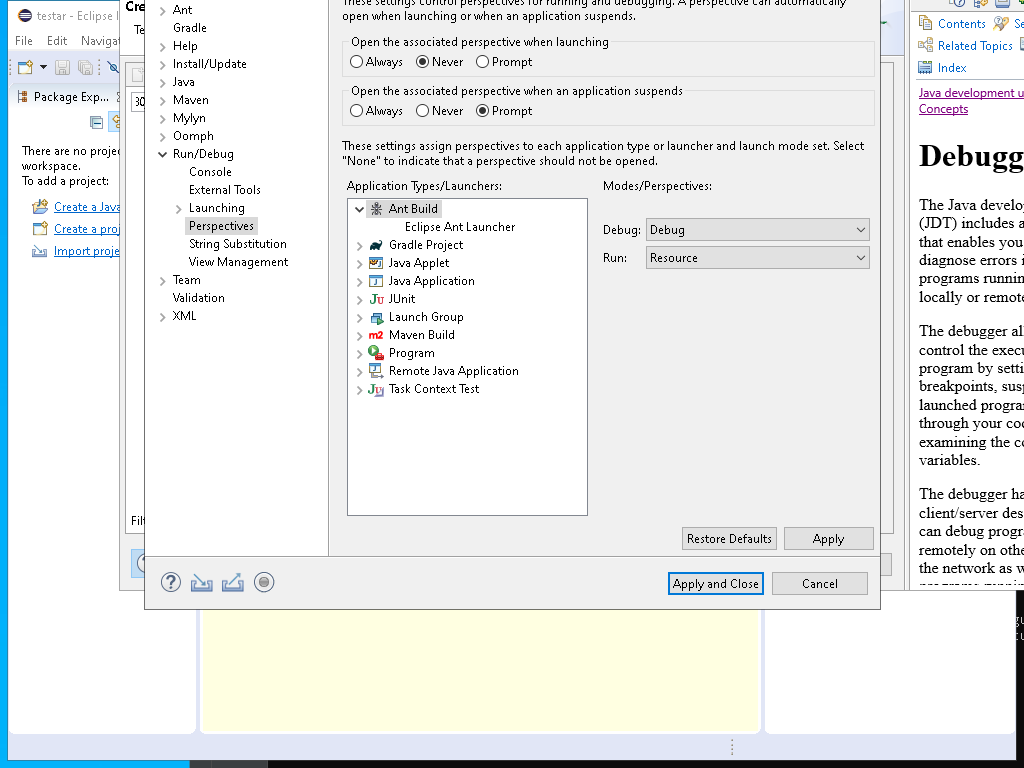 testar - Eclipse I
File Edit Navigat
Package Exp...
There are no proje
workspace.
To add a project:
Create a Java
Create a proj
Import proje
Cre
Te
30
Filt
Ant
Gradle
Help
Install/Update
Java
Maven
Mylyn
Oomph
Run/Debug
Console
External Tools
Launching
Perspectives
String Substitution
View Management
Team
Validation
XML
These settings control perspectives for running and debugging. A perspective can automatically
open when launching or when an application suspends.
Open the associated perspective when launching
Always Never Prompt
Open the associated perspective when an application suspends
Always Never Prompt
These settings assign perspectives to each application type or launcher and launch mode set. Select
"None" to indicate that a perspective should not be opened.
Application Types/Launchers:
Ant Build
Eclipse Ant Launcher
Gradle Project
Java Applet
Java Application
JUnit
Launch Group
Maven Build
Program
Remote Java Application
Task Context Test
Modes/Perspectives:
Debug: Debug
Run: Resource
Restore Defaults Apply
Apply and Close Cancel
Contents Se
Related Topics
Index
Java development u
Concepts
Debugg
The Java develo
(JDT) includes a
that enables you
diagnose errors i
programs runnin
locally or remote
The debugger al
control the execu
program by setti
breakpoints, susp
launched progra
through your cod
examining the co
variables.
The debugger ha
client/server des
can debug progra
remotely on othe
the network as w